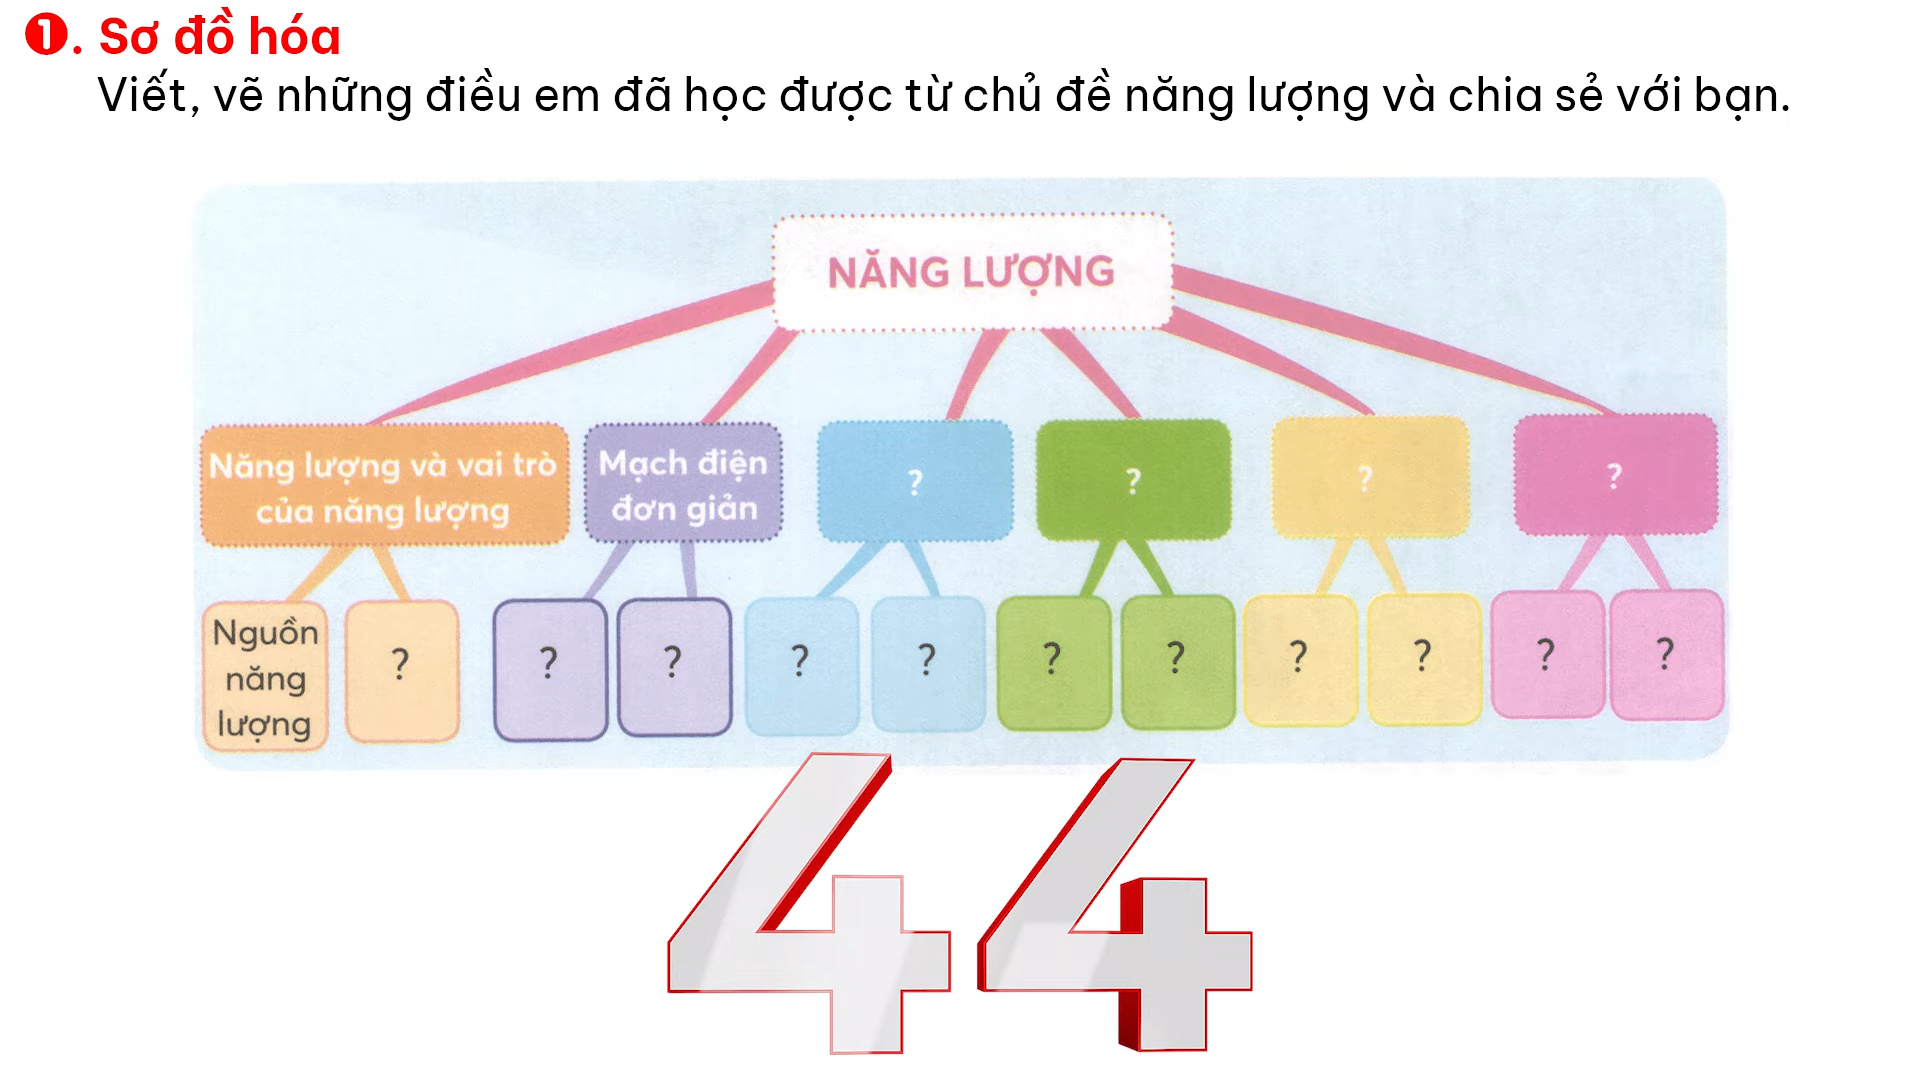 ❶. Sơ đồ hóa
Viết, vẽ những điều em đã học được từ chủ đề năng lượng và chia sẻ với bạn.
NĂNG LƯỢNG
Năng lượng và vai trò
của năng lượng
Mạch điện
đơn giản
?
?
?
?
Nguồn
năng
lượng
?
?
?
?
?
?
?
?
?
?
?
44